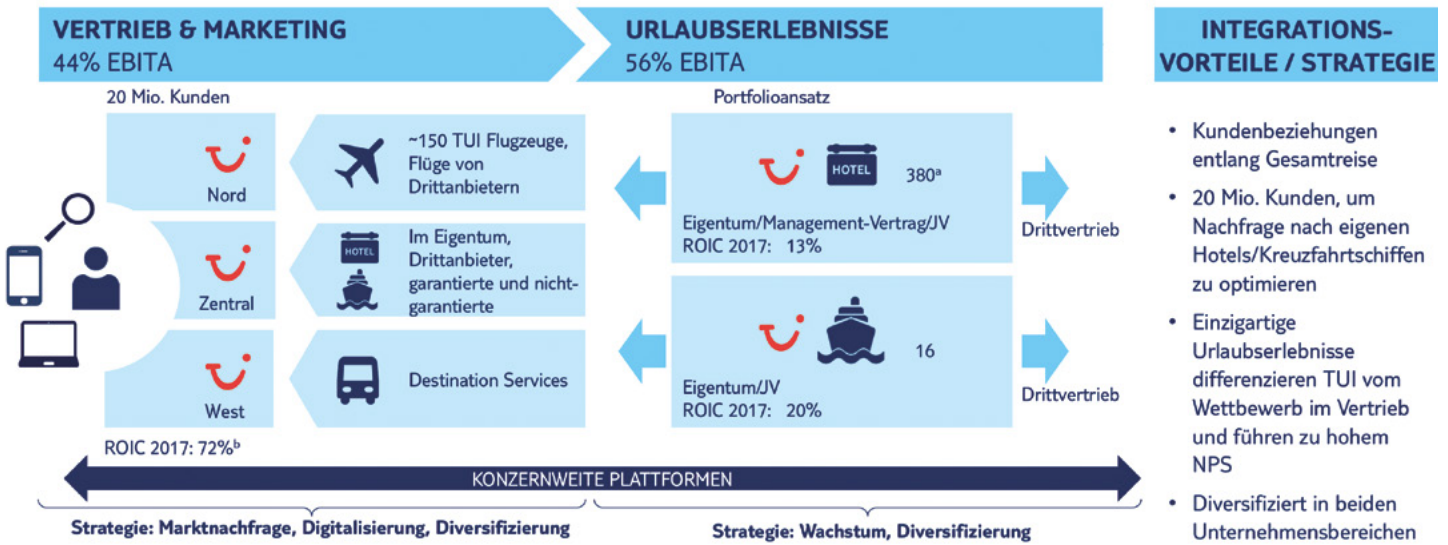 VERTRIEB & MARKETING
44% EBITA
URLAUBSERLEBNISSE
56% EBITA
INTEGRATIONS-
VORTEILE / STRATEGIE
20 Mio. Kunden
Nord
~150 TUI Flugzeuge,
Flüge von
Drittanbietern
Zentral
HOTEL
Im Eigentum,
Drittanbieter,
garantierte und nicht-
garantierte
West
Destination Services
ROIC 2017: 72%ᵇ
Portfolioansatz
HOTEL
380ᵃ
Eigentum/Management-Vertrag/JV
ROIC 2017: 13%
Drittvertrieb
16
Eigentum/JV
ROIC 2017: 20%
Drittvertrieb
KONZERNWEITE PLATTFORMEN
Strategie: Marktnachfrage, Digitalisierung, Diversifizierung
Strategie: Wachstum, Diversifizierung
• Kundenbeziehungen
entlang Gesamtreise
• 20 Mio. Kunden, um
Nachfrage nach eigenen
Hotels/Kreuzfahrtschiffen
zu optimieren
• Einzigartige
Urlaubserlebnisse
differenzieren TUI vom
Wettbewerb im Vertrieb
und führen zu hohem
NPS
• Diversifiziert in beiden
Unternehmensbereichen